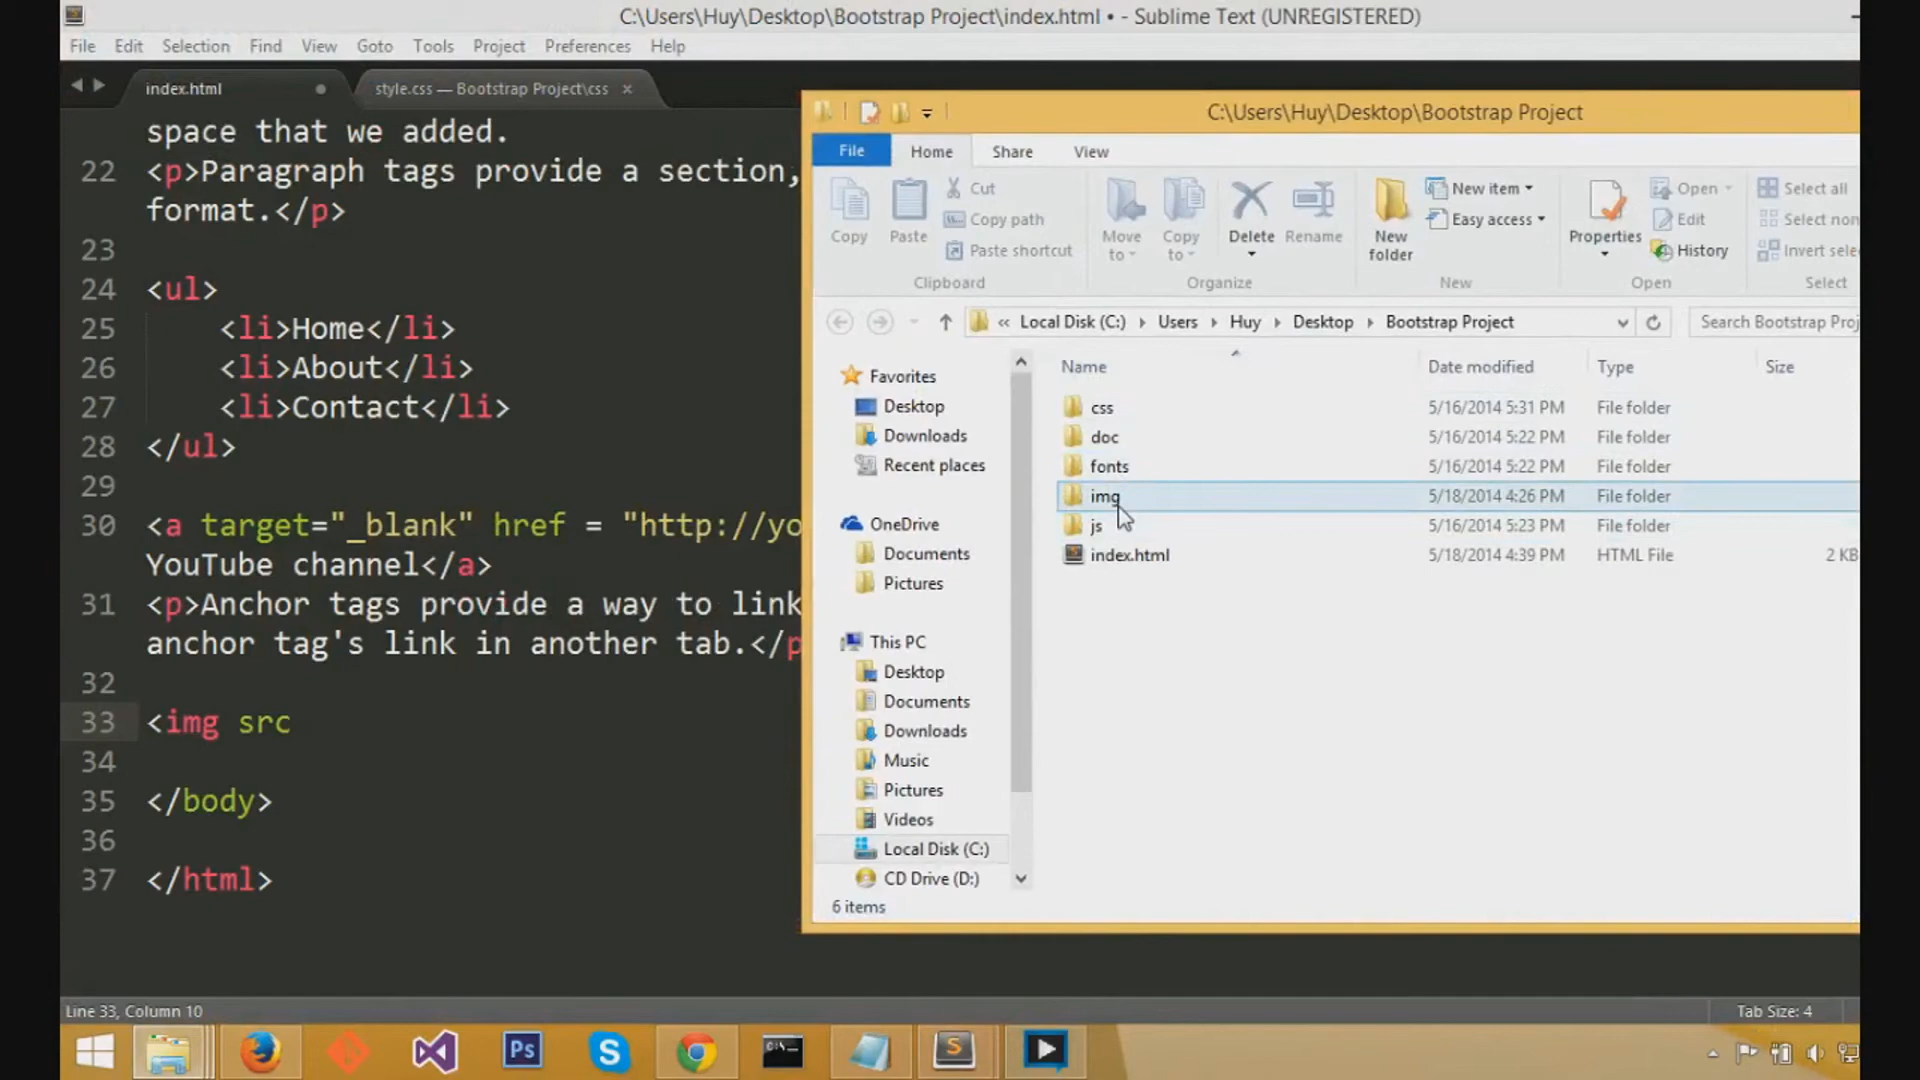 C:\Users\Huy\Desktop\Bootstrap Project\index.html • - Sublime Text (UNREGISTERED)
File Edit Selection Find View Goto Tools Project Preferences Help
index.html
style.css — Bootstrap Project\css
space that we added.
22 <p>Paragraph tags provide a section,
format.</p>
23
24 <ul>
25 <li>Home</li>
26 <li>About</li>
27 <li>Contact</li>
28 </ul>
29
30 <a target="_blank" href = "http://yo
YouTube channel</a>
31 <p>Anchor tags provide a way to link
anchor tag's link in another tab.</p
32
33 <img src
34
35 </body>
36
37 </html>
Line 33, Column 10
Tab Size: 4
C:\Users\Huy\Desktop\Bootstrap Project
File Home Share View
Copy
Paste
Cut
Copy path
Paste shortcut
Clipboard
Move to
Copy to
Delete
Rename
Organize
New folder
New item
Easy access
New
Properties
Open
Edit
History
Open
Select all
Select non
Invert sele
Select
« Local Disk (C:) Users Huy Desktop Bootstrap Project
Search Bootstrap Proj
Favorites
Desktop
Downloads
Recent places
OneDrive
Documents
Pictures
This PC
Desktop
Documents
Downloads
Music
Pictures
Videos
Local Disk (C:)
CD Drive (D:)
Name Date modified Type Size
css 5/16/2014 5:31 PM File folder
doc 5/16/2014 5:22 PM File folder
fonts 5/16/2014 5:22 PM File folder
img 5/18/2014 4:26 PM File folder
js 5/16/2014 5:23 PM File folder
index.html 5/18/2014 4:39 PM HTML File 2 KB
6 items
Ps
S
S